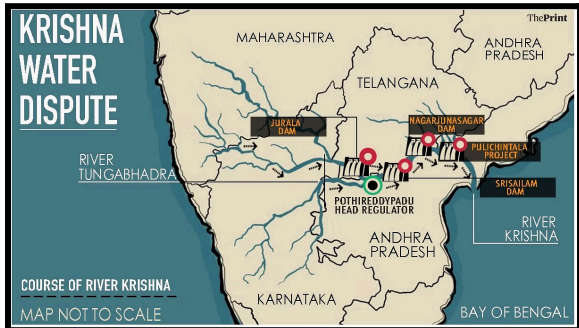 KRISHNA
WATER
DISPUTE
ThePrint
MAHARASHTRA
ANDHRA
PRADESH
TELANGANA
JURALA
DAM
NAGARJUNASAGAR
DAM
PULICHINTALA
PROJECT
RIVER
TUNGABHADRA
SRISAILAM
DAM
POTHIREDDYPADU
HEAD REGULATOR
RIVER
KRISHNA
ANDHRA
PRADESH
COURSE OF RIVER KRISHNA
KARNATAKA
MAP NOT TO SCALE
BAY OF BENGAL